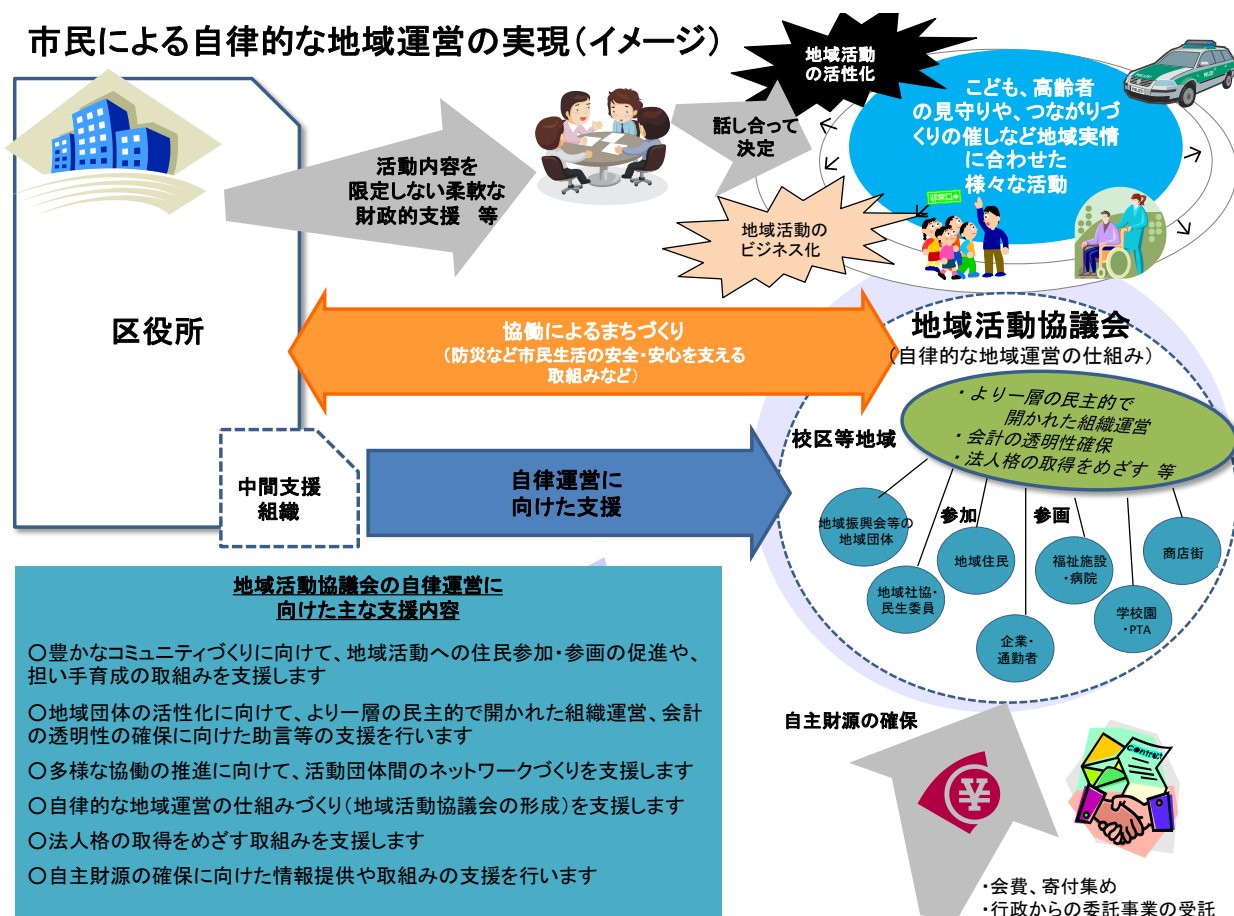 市民による自律的な地域運営の実現(イメージ)
地域活動
の活性化
こども、高齢者
の見守りや、つながりづ
くりの催しなど地域実情
に合わせた
様々な活動
POLIZEI
活動内容を
限定しない柔軟な
財政的支援 等
話し合って
決定
非常口
地域活動の
ビジネス化
区役所
協働によるまちづくり
(防災など市民生活の安全・安心を支える
取組みなど)
地域活動協議会
(自律的な地域運営の仕組み)
・より一層の民主的で
開かれた組織運営
・会計の透明性確保
・法人格の取得をめざす 等
校区等地域
中間支援
組織
自律運営に
向けた支援
参加
参画
地域振興会等の
地域団体
地域社協・
民生委員
地域住民
企業・
通勤者
福祉施設
・病院
学校園
・PTA
商店街
地域活動協議会の自律運営に
向けた主な支援内容
○豊かなコミュニティづくりに向けて、地域活動への住民参加・参画の促進や、
担い手育成の取組みを支援します
○地域団体の活性化に向けて、より一層の民主的で開かれた組織運営、会計
の透明性の確保に向けた助言等の支援を行います
○多様な協働の推進に向けて、活動団体間のネットワークづくりを支援します
○自律的な地域運営の仕組みづくり(地域活動協議会の形成)を支援します
○法人格の取得をめざす取組みを支援します
○自主財源の確保に向けた情報提供や取組みの支援を行います
自主財源の確保
¥
Contract
・会費、寄付集め
・行政からの委託事業の受託